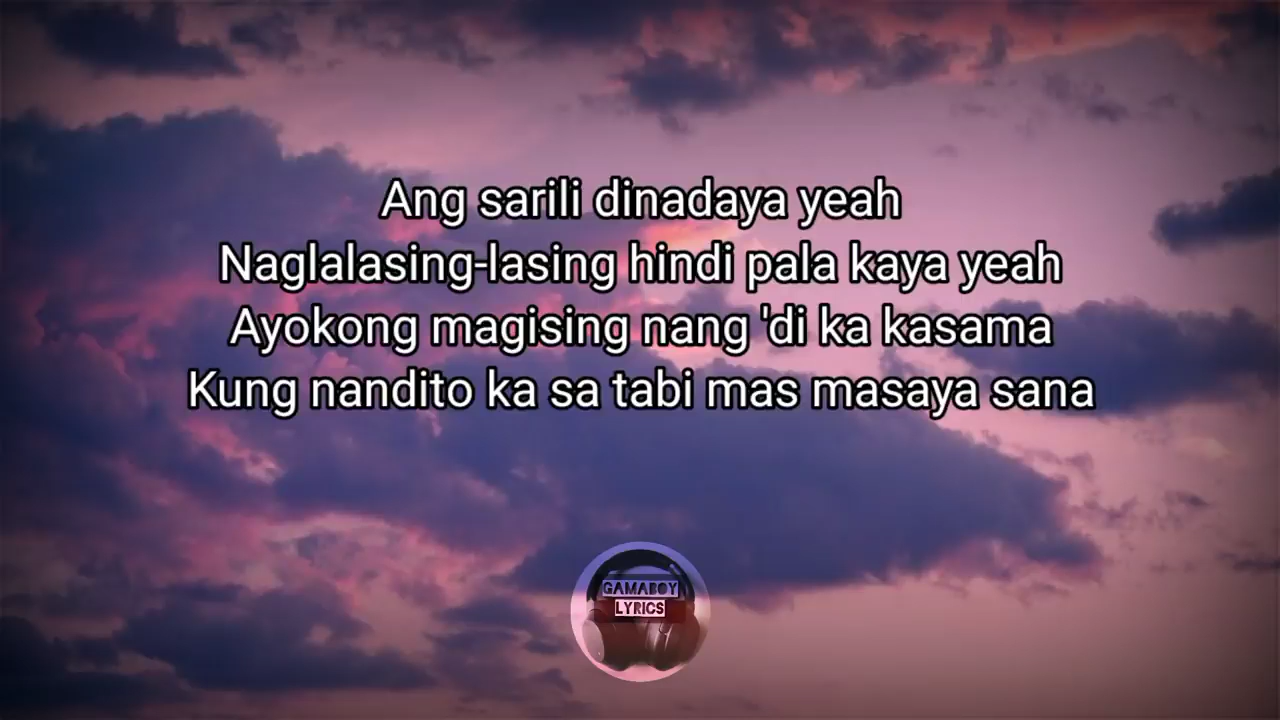 Ang sarili dinadaya yeah
Naglalasing-lasing hindi pala kaya yeah
Ayokong magising nang 'di ka kasama
Kung nandito ka sa tabi mas masaya sana
GAMABOY
LYRICS